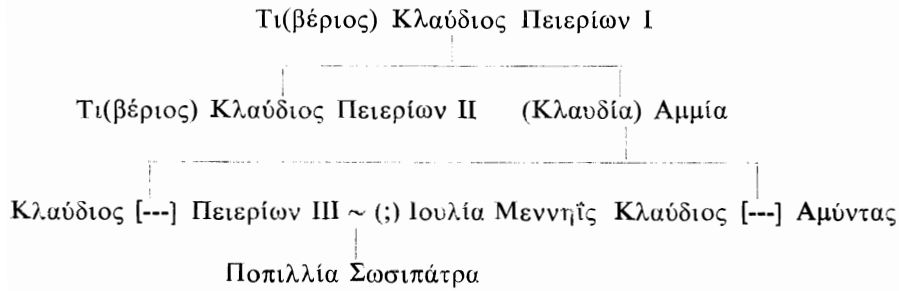 Τι(βέριος) Κλαύδιος Πειερίων I
Τι(βέριος) Κλαύδιος Πειερίων II (Κλαυδία) Αμμία
Κλαύδιος [---] Πειερίων III ~ (;) Ιουλία Μεννηΐς Κλαύδιος [---] Αμύντας
Ποπιλλία Σωσιπάτρα